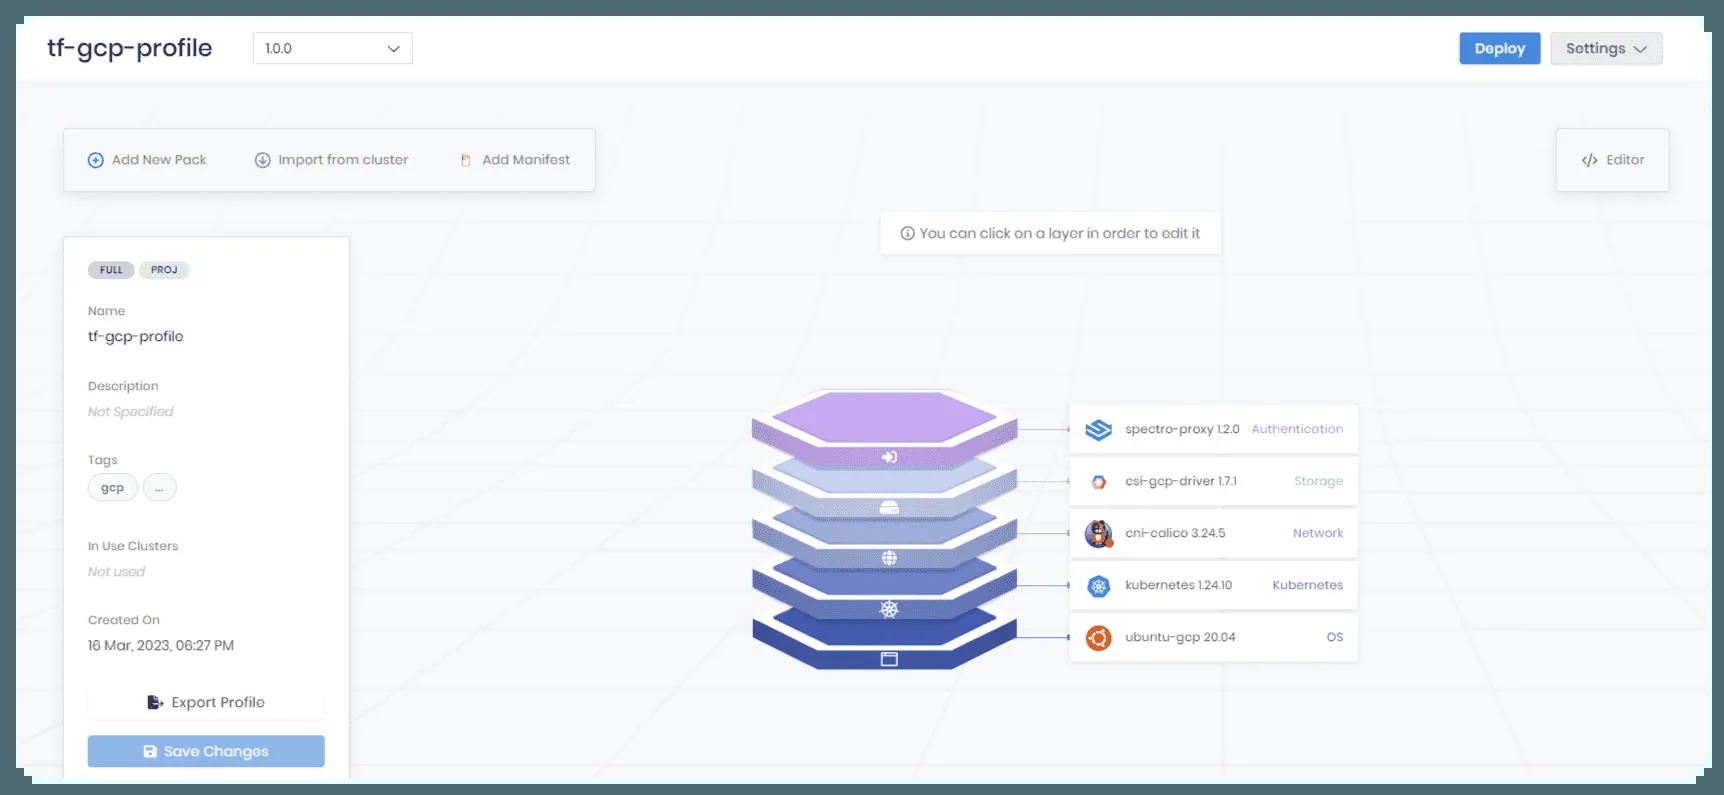 tf-gcp-profile
1.0.0
Deploy
Settings
Add New Pack
Import from cluster
Add Manifest
</> Editor
You can click on a layer in order to edit it
FULL
PROJ
Name
tf-gcp-profile
Description
Not Specified
Tags
gcp
...
In Use Clusters
Not used
Created On
16 Mar, 2023, 06:27 PM
Export Profile
Save Changes
spectro-proxy 1.2.0 Authentication
csi-gcp-driver 1.7.1 Storage
cni-calico 3.24.5 Network
kubernetes 1.24.10 Kubernetes
ubuntu-gcp 20.04 OS